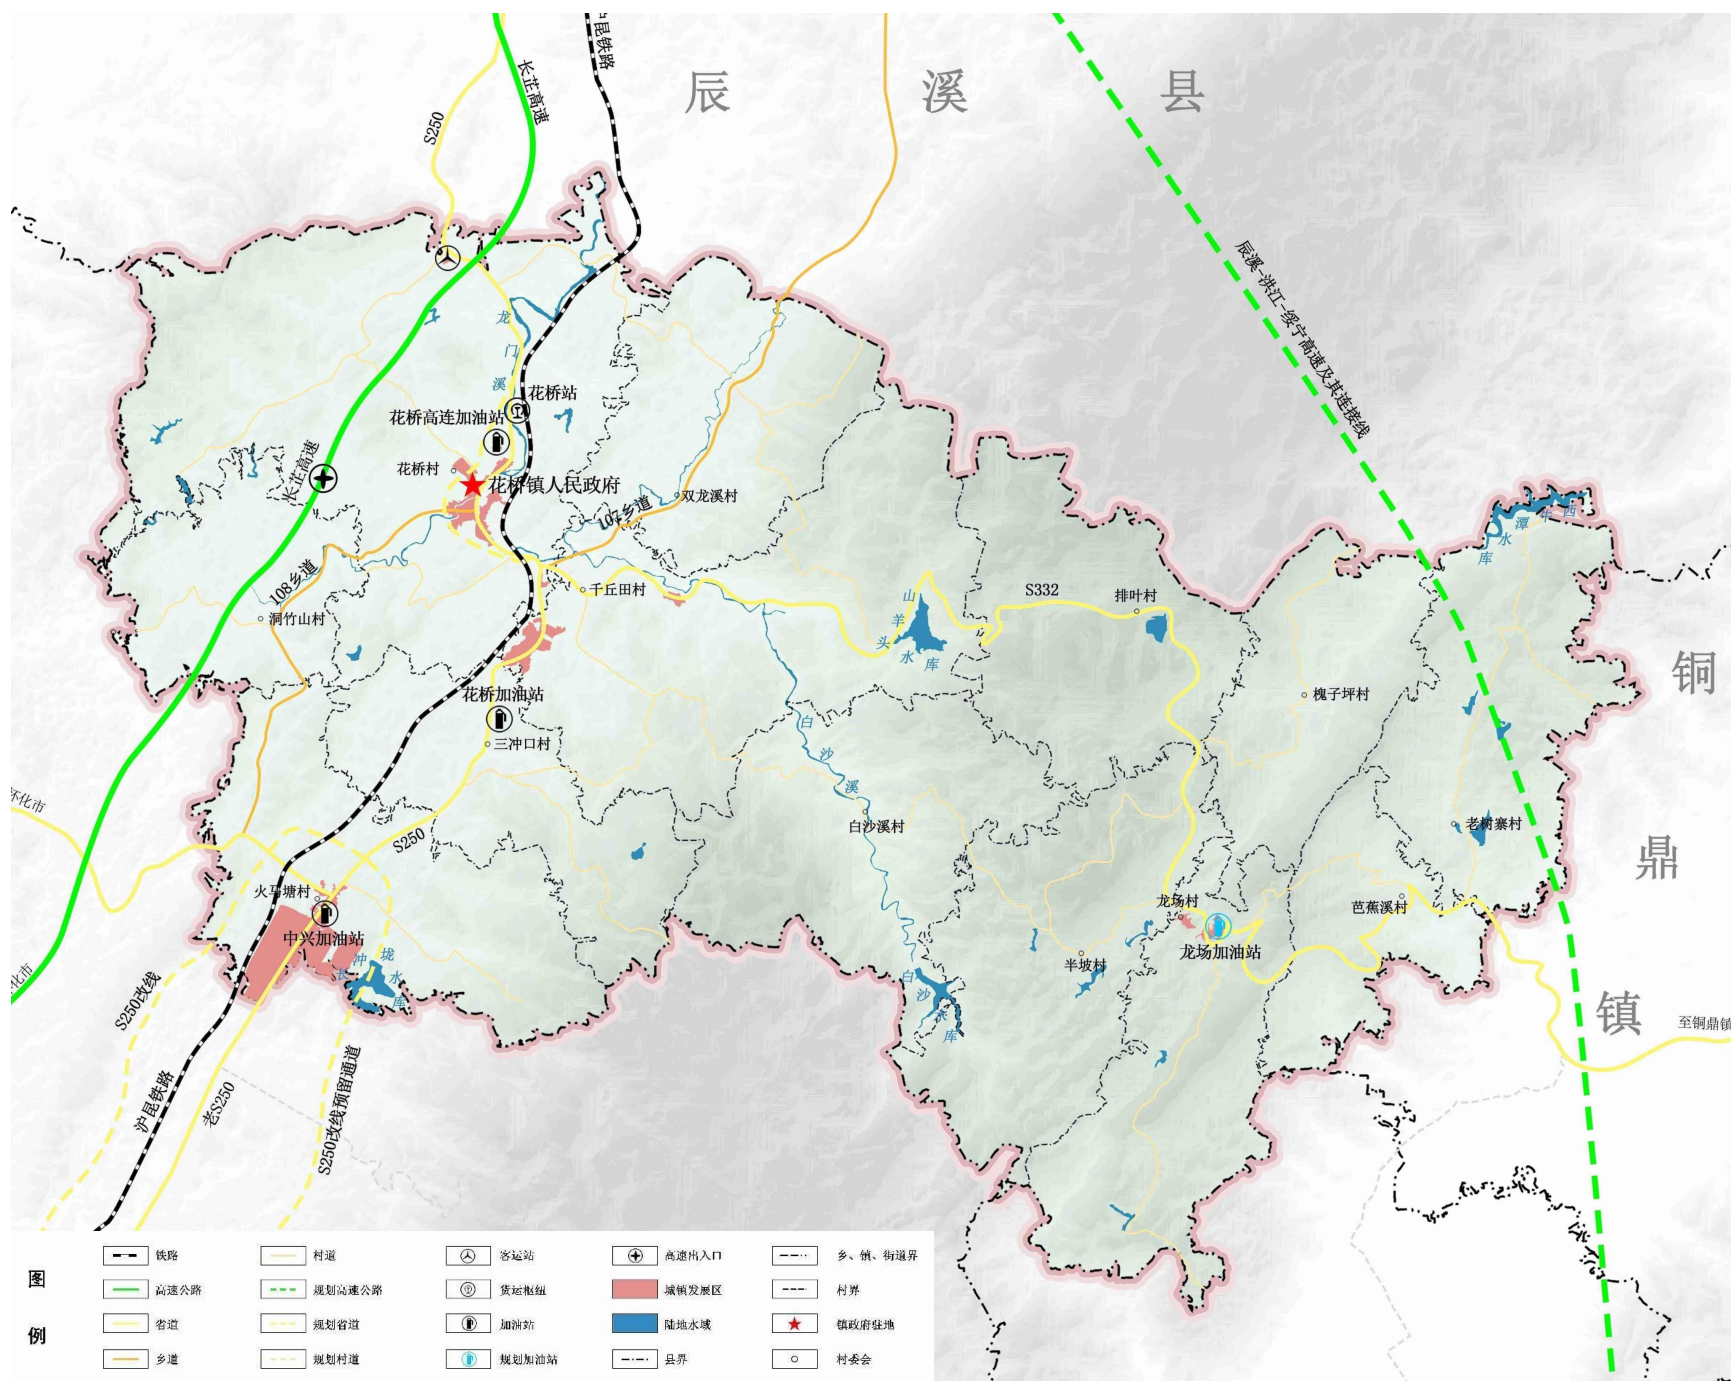 辰溪县
沪昆铁路
长芷高速
S250
辰溪-洪江-绥宁高速及其连接线
龙门溪
花桥站
花桥高速加油站
花桥村
长芷高速
花桥镇人民政府
双龙溪村
107乡道
西牛潭水库
108乡道
千丘田村
S332
排叶村
洞竹山村
山羊头水库
铜鼎镇
花桥加油站
槐子坪村
三冲口村
白沙溪
怀化市
白沙溪村
老树寨村
S250
火马塘村
龙场村
芭蕉溪村
中兴加油站
龙场加油站
半坡村
长冲垅水库
怀化市
白沙水库
S250改线
至铜鼎镇
沪昆铁路
老S250
S250改线预留通道
图例
铁路
村道
客运站
高速出入口
乡、镇、街道界
高速公路
规划高速公路
货运枢纽
城镇发展区
村界
省道
规划省道
加油站
陆地水域
镇政府驻地
乡道
规划村道
规划加油站
县界
村委会